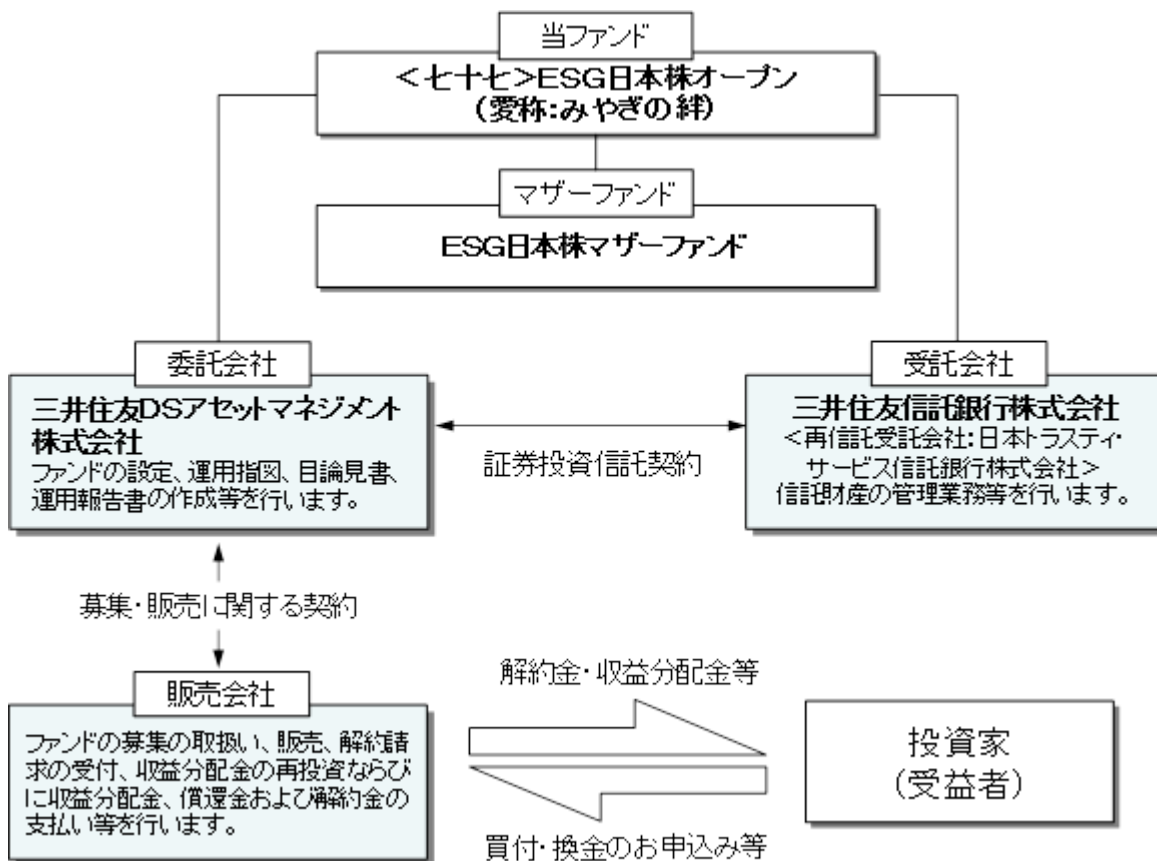 当ファンド
＜七十七＞ESG日本株オープン
(愛称：みやぎの絆)
マザーファンド
ESG日本株マザーファンド
委託会社
三井住友DSアセットマネジメント
株式会社
ファンドの設定、運用指図、目論見書、
運用報告書の作成等を行います。
証券投資信託契約
受託会社
三井住友信託銀行株式会社
＜再信託受託会社：日本トラスティ・
サービス信託銀行株式会社＞
信託財産の管理業務等を行います。
募集・販売に関する契約
販売会社
ファンドの募集の取扱い、販売、解約請
求の受付、収益分配金の再投資ならび
に収益分配金、償還金および解約金の
支払い等を行います。
解約金・収益分配金等
買付・換金のお申込み等
投資家
(受益者)